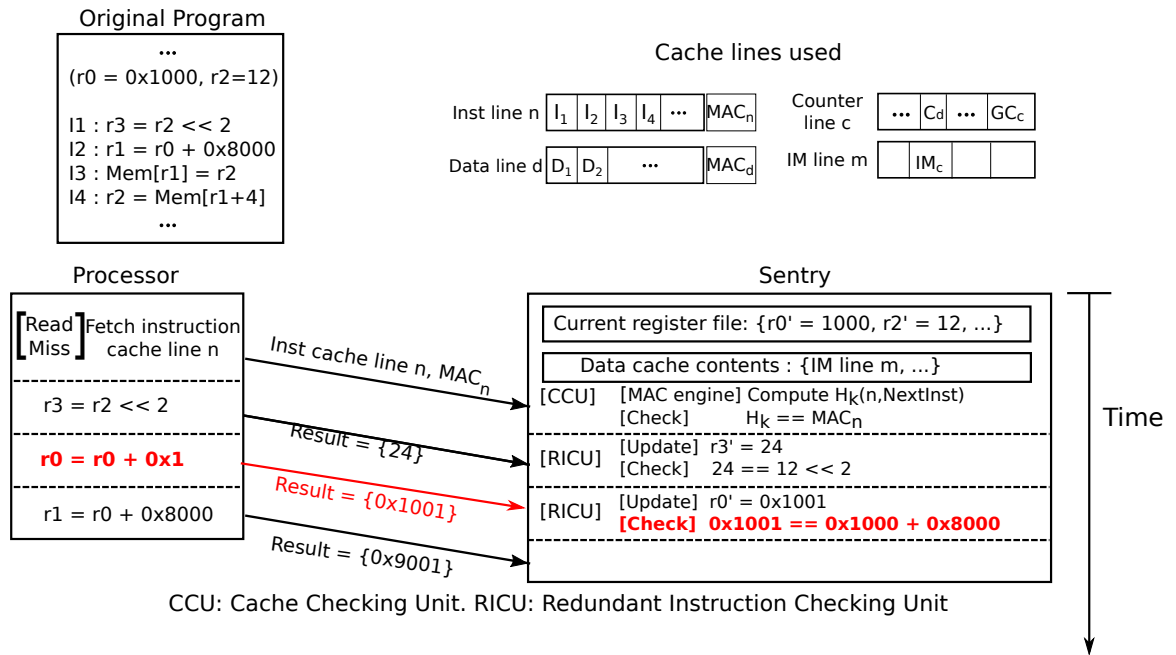 Original Program
...
(r0 = 0x1000, r2=12)
I1 : r3 = r2 << 2
I2 : r1 = r0 + 0x8000
I3 : Mem[r1] = r2
I4 : r2 = Mem[r1+4]
...
Cache lines used
Inst line n I1 I2 I3 I4 ... MACn
Data line d D1 D2 ... MACd
Counter line c ... Cd ... GCc
IM line m IMc
Processor
[Read Miss] Fetch instruction
cache line n
r3 = r2 << 2
r0 = r0 + 0x1
r1 = r0 + 0x8000
Inst cache line n, MACn
Result = {24}
Result = {0x1001}
Result = {0x9001}
Sentry
Current register file: {r0' = 1000, r2' = 12, ...}
Data cache contents : {IM line m, ...}
[CCU] [MAC engine] Compute Hk(n,NextInst)
[Check] Hk == MACn
[RICU] [Update] r3' = 24
[Check] 24 == 12 << 2
[RICU] [Update] r0' = 0x1001
[Check] 0x1001 == 0x1000 + 0x8000
Time
CCU: Cache Checking Unit. RICU: Redundant Instruction Checking Unit